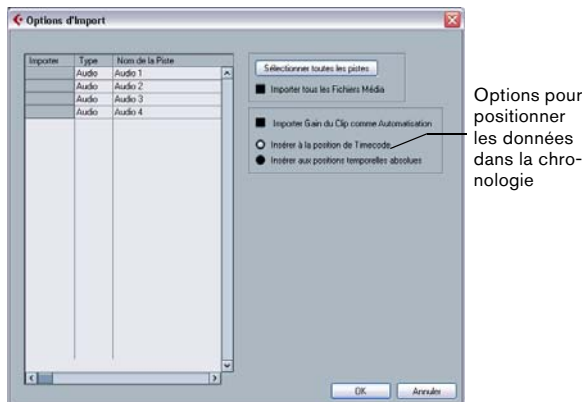 Options d'Import
Importer Type Nom de la Piste
Audio Audio 1
Audio Audio 2
Audio Audio 3
Audio Audio 4
Sélectionner toutes les pistes
Importer tous les Fichiers Média
Importer Gain du Clip comme Automatisation
Insérer à la position de Timecode
Insérer aux positions temporelles absolues
OK Annuler
Options pour
positionner
les données
dans la chro-
nologie